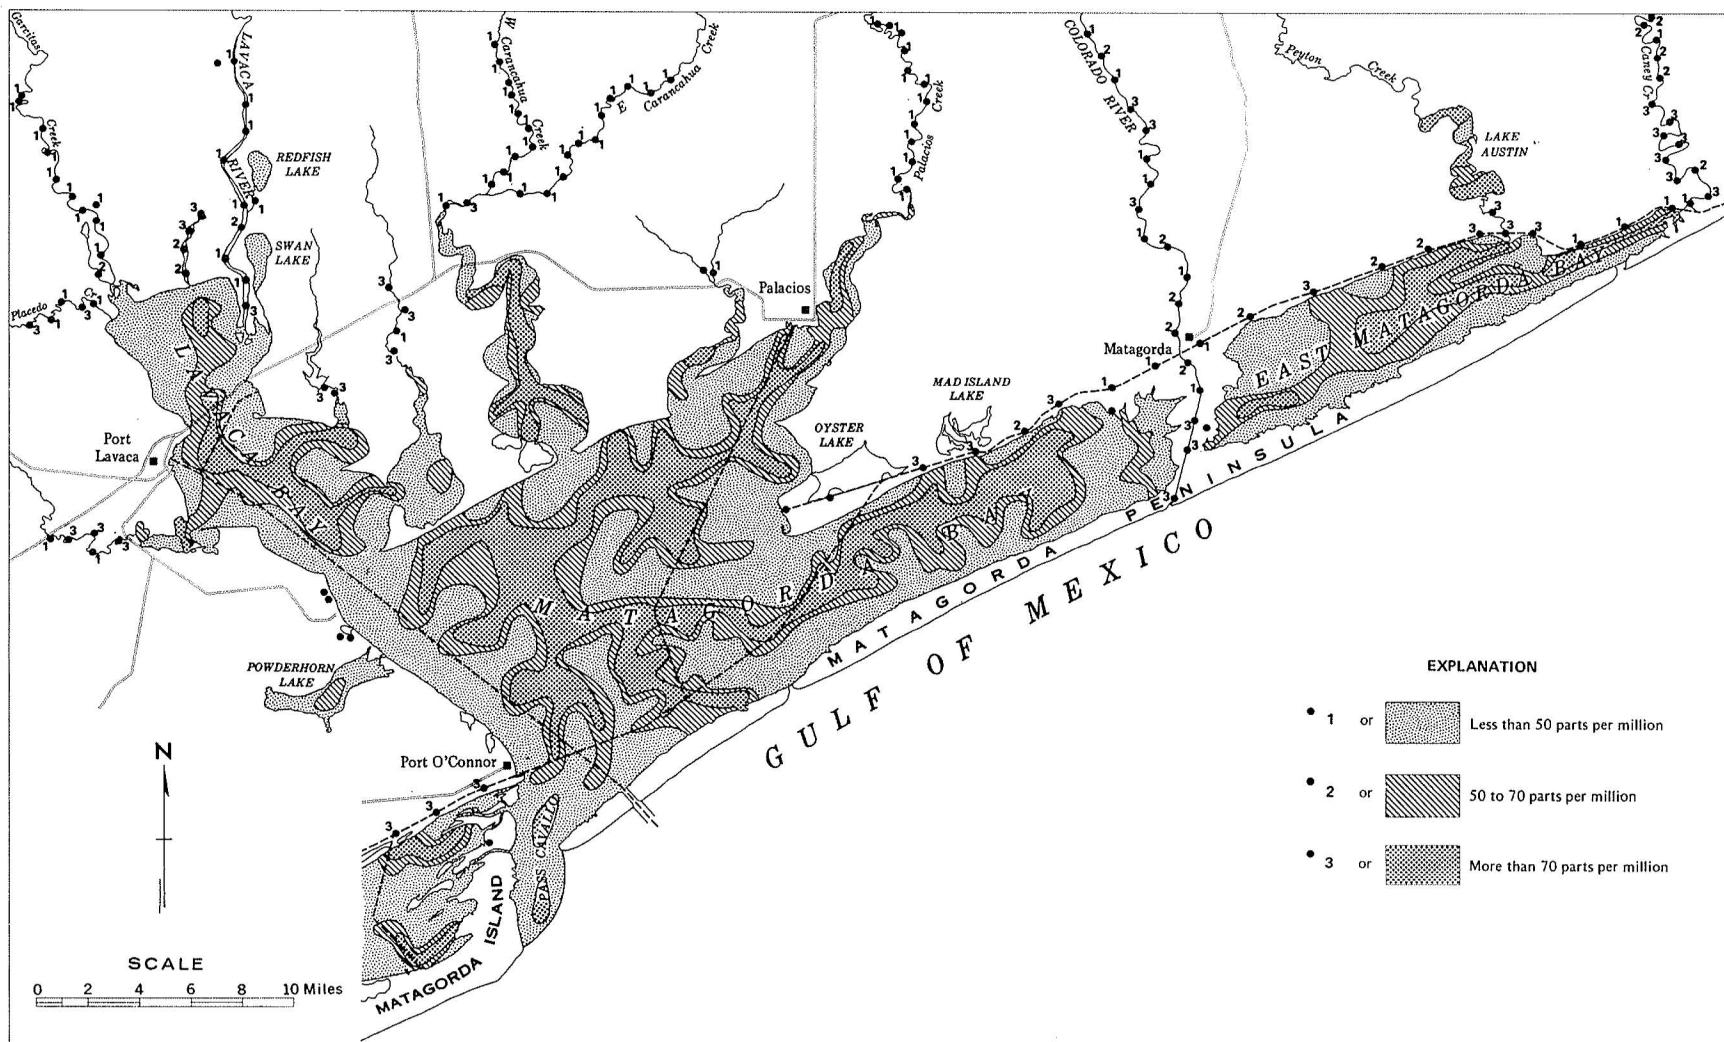 Garcitas
Creek
LAVACA
RIVER
W Carancahua
Creek
E Carancahua
Creek
Palacios
Creek
COLORADO
RIVER
Peyton
Creek
Caney Cr
REDFISH
LAKE
SWAN
LAKE
LAKE
AUSTIN
Placedo
Cr
Palacios
Matagorda
MAD ISLAND
LAKE
OYSTER
LAKE
EAST MATAGORDA BAY
Port
Lavaca
LAVACA
BAY
MATAGORDA
BAY
MATAGORDA PENINSULA
GULF OF MEXICO
POWDERHORN
LAKE
Port O'Connor
PASS CAVALLO
MATAGORDA
ISLAND
N
SCALE
0 2 4 6 8 10 Miles
EXPLANATION
1 or Less than 50 parts per million
2 or 50 to 70 parts per million
3 or More than 70 parts per million